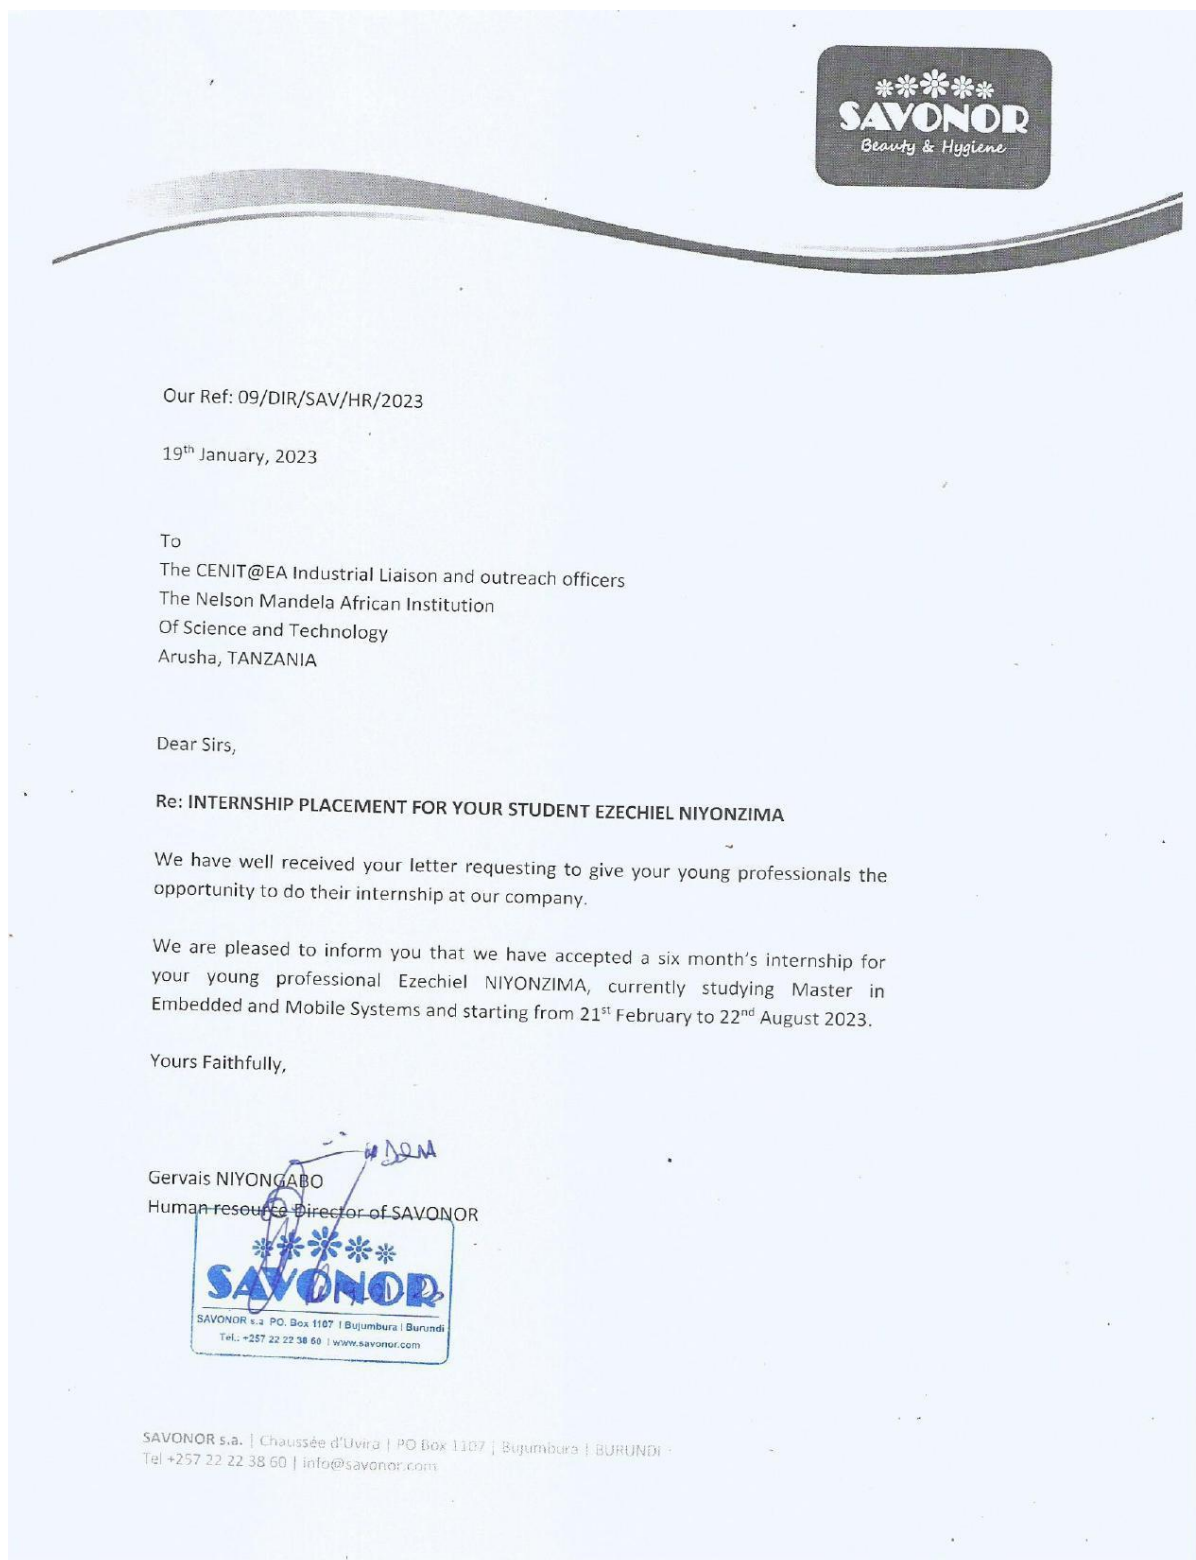 SAVONOR
Beauty & Hygiene
Our Ref: 09/DIR/SAV/HR/2023
19th January, 2023
To
The CENIT@EA Industrial Liaison and outreach officers
The Nelson Mandela African Institution
Of Science and Technology
Arusha, TANZANIA
Dear Sirs,
Re: INTERNSHIP PLACEMENT FOR YOUR STUDENT EZECHIEL NIYONZIMA
We have well received your letter requesting to give your young professionals the
opportunity to do their internship at our company.
We are pleased to inform you that we have accepted a six month's internship for
your young professional Ezechiel NIYONZIMA, currently studying Master in
Embedded and Mobile Systems and starting from 21st February to 22nd August 2023.
Yours Faithfully,
Gervais NIYONGABO
Human resource Director of SAVONOR
SAVONOR
SAVONOR s.a PO. Box 1107 | Bujumbura | Burundi
Tel.: +257 22 22 38 60 | www.savonor.com
SAVONOR s.a. | Chaussée d'Uvira | PO Box 1107 | Bujumbura | BURUNDI
Tel +257 22 22 38 60 | info@savonor.com